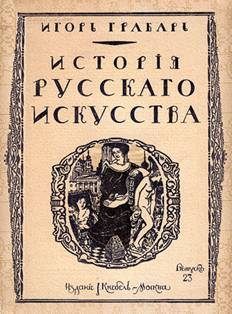 ИГОРЬ ГРАБАРЬ
ИСТОРІЯ
РУССКАГО
ИСКУССТВА
Выпускъ
23
Изданіе I. Кнебель – Москва